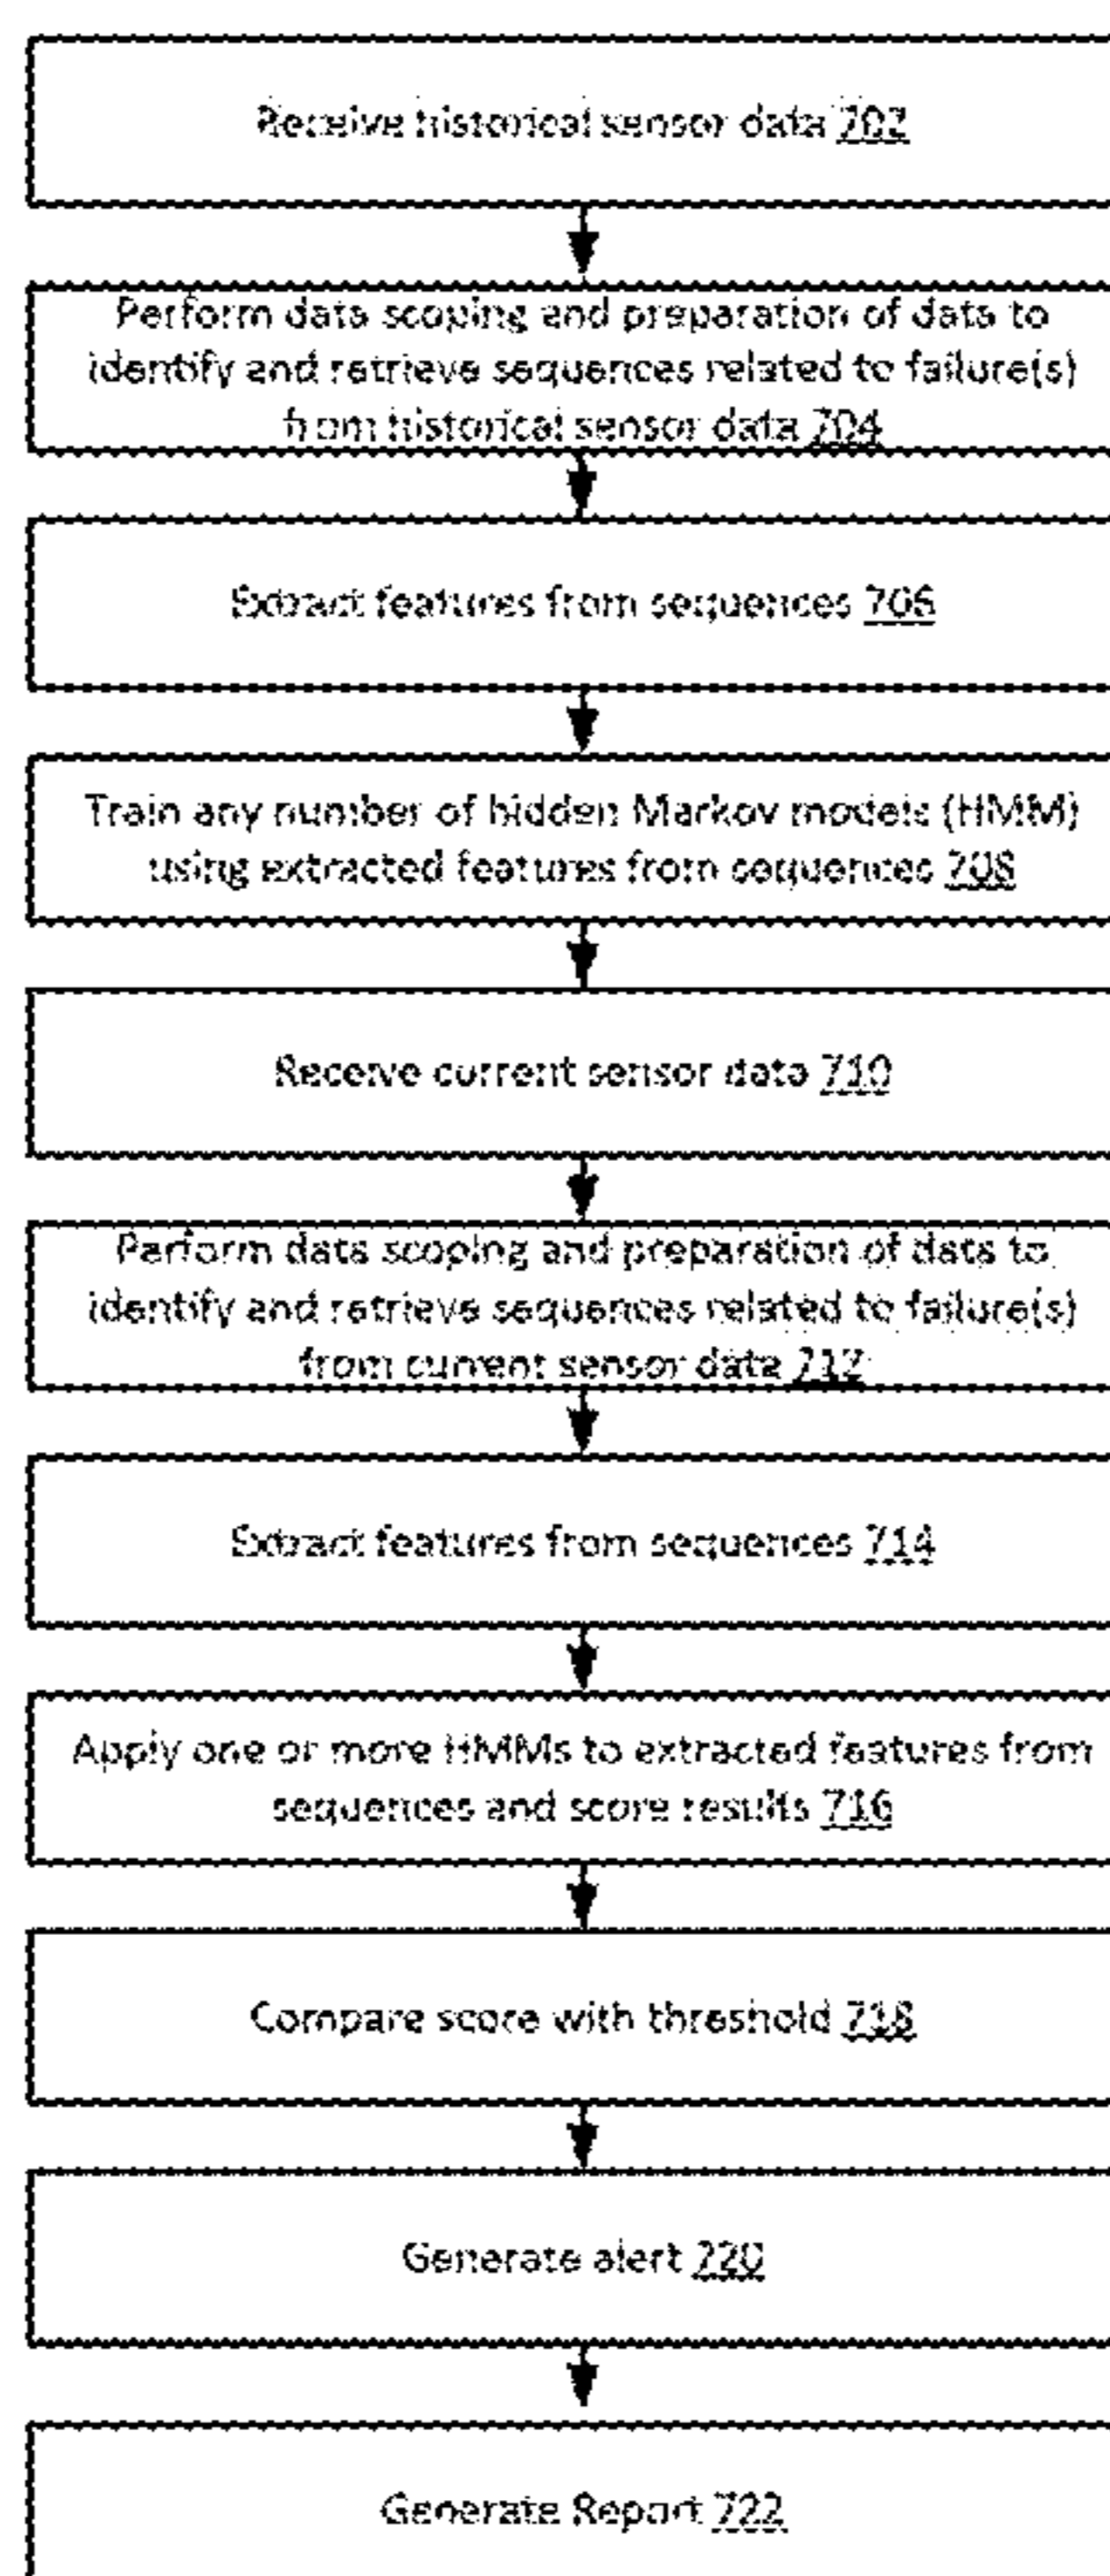 Receive historical sensor data 702
Perform data scoping and preparation of data to
identify and retrieve sequences related to failure(s)
from historical sensor data 704
Extract features from sequences 706
Train any number of hidden Markov models (HMM)
using extracted features from sequences 708
Receive current sensor data 710
Perform data scoping and preparation of data to
identify and retrieve sequences related to failure(s)
from current sensor data 712
Extract features from sequences 714
Apply one or more HMMs to extracted features from
sequences and score results 716
Compare score with threshold 718
Generate alert 720
Generate Report 722